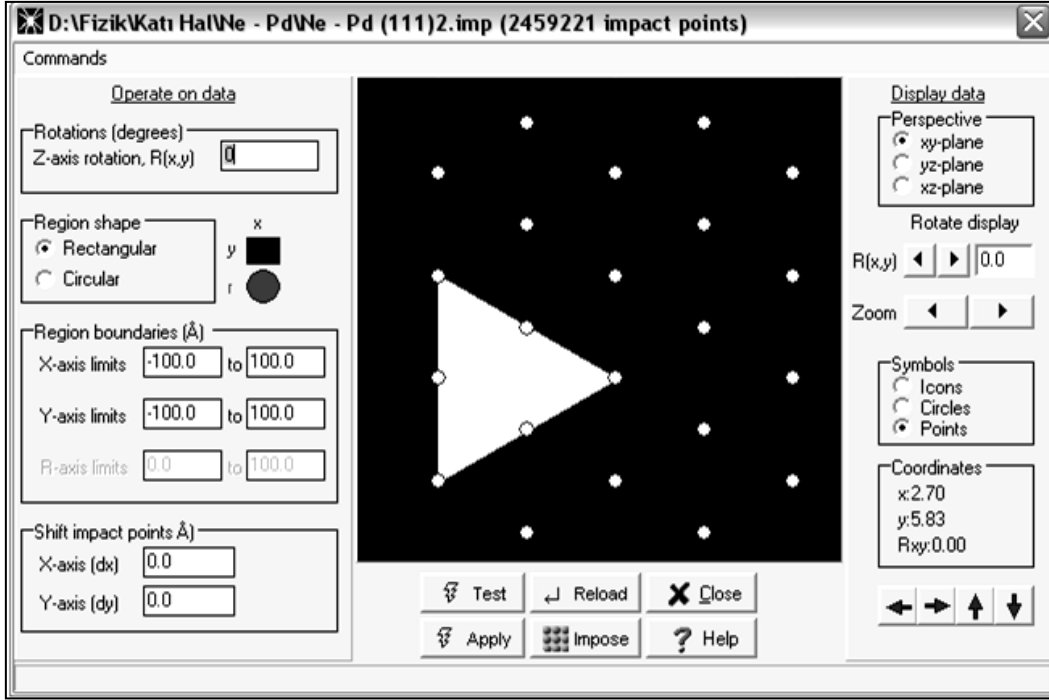 D:\Fizik\Katı Hal\Ne - Pd\Ne - Pd (111)2.imp (2459221 impact points)
Commands
Operate on data
Rotations (degrees)
Z-axis rotation, R(x,y) 0
Region shape
Rectangular
Circular
x
y
r
Region boundaries (Å)
X-axis limits -100.0 to 100.0
Y-axis limits -100.0 to 100.0
R-axis limits 0.0 to 100.0
Shift impact points Å)
X-axis (dx) 0.0
Y-axis (dy) 0.0
Test Reload Close
Apply Impose Help
Display data
Perspective
xy-plane
yz-plane
xz-plane
Rotate display
R(x,y) 0.0
Zoom
Symbols
Icons
Circles
Points
Coordinates
x:2.70
y:5.83
Rxy:0.00